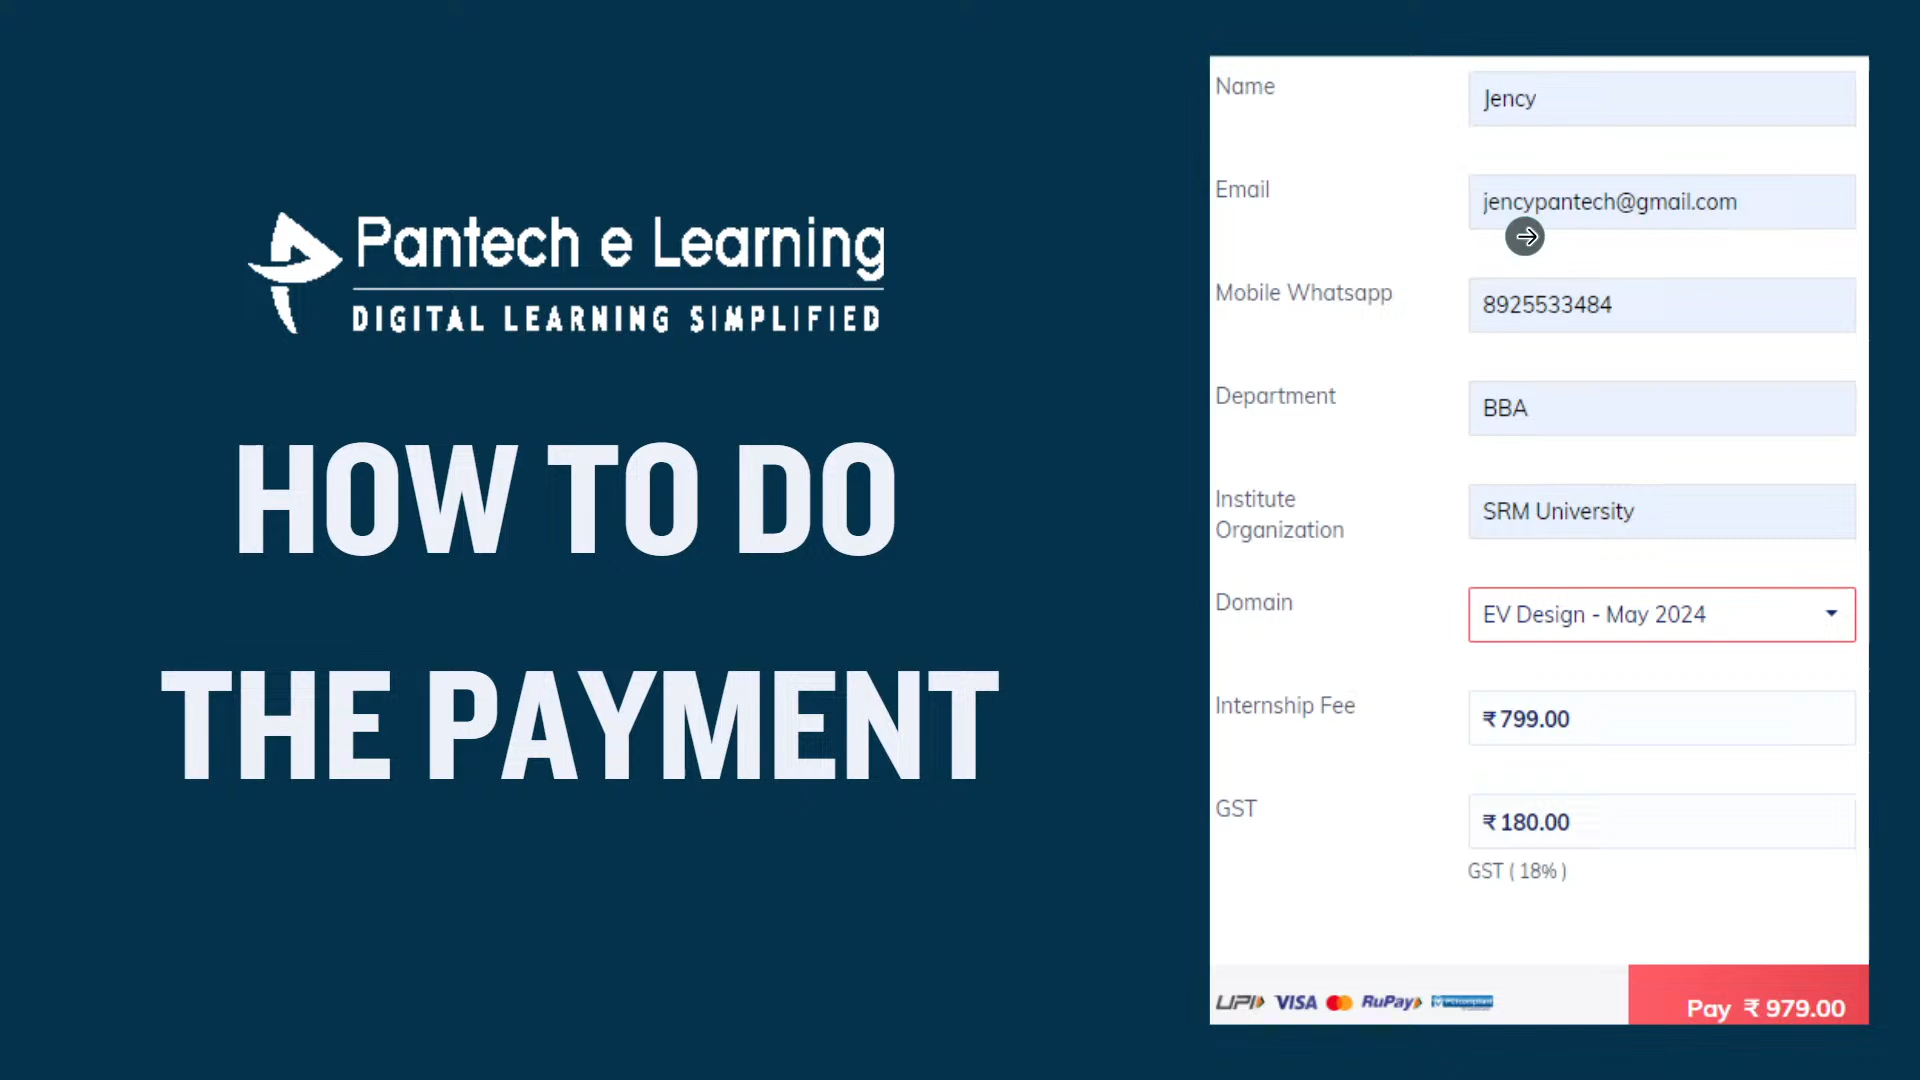 Pantech e Learning
DIGITAL LEARNING SIMPLIFIED
HOW TO DO
THE PAYMENT
Name
Jency
Email
jencypantech@gmail.com
Mobile Whatsapp
8925533484
Department
BBA
Institute
Organization
SRM University
Domain
EV Design - May 2024
Internship Fee
₹ 799.00
GST
₹ 180.00
GST ( 18% )
UPI VISA RuPay
Pay ₹ 979.00